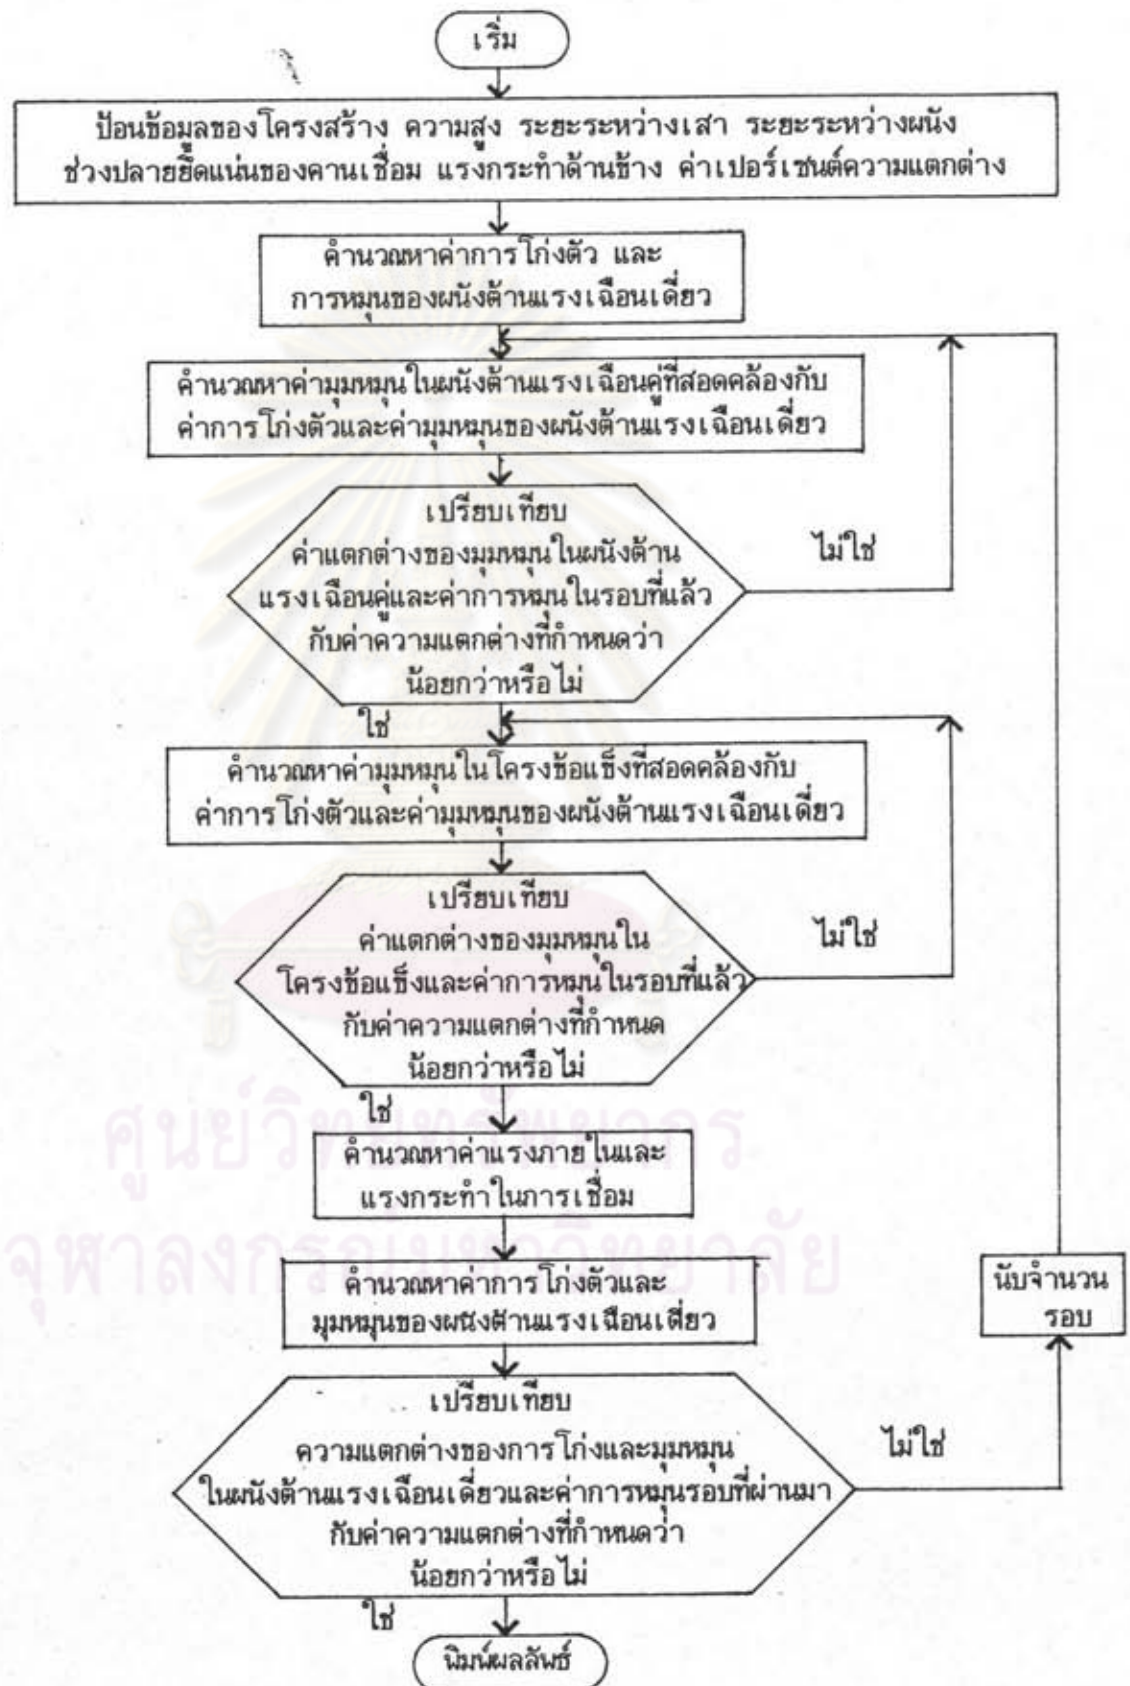 เริ่ม
ป้อนข้อมูลของโครงสร้าง ความสูง ระยะระหว่างเสา ระยะระหว่างผนัง
ช่วงปลายยึดแน่นของคานเชื่อม แรงกระทำด้านข้าง ค่าเปอร์เซนต์ความแตกต่าง
คำนวณหาค่าการโก่งตัว และ
การหมุนของผนังต้านแรงเฉือนเดี่ยว
คำนวณหาค่ามุมหมุนในผนังต้านแรงเฉือนคู่ที่สอดคล้องกับ
ค่าการโก่งตัวและค่ามุมหมุนของผนังต้านแรงเฉือนเดี่ยว
เปรียบเทียบ
ค่าแตกต่างของมุมหมุนในผนังต้าน
แรงเฉือนคู่และค่าการหมุนในรอบที่แล้ว
กับค่าความแตกต่างที่กำหนดว่า
น้อยกว่าหรือไม่
ไม่ใช่
ใช่
คำนวณหาค่ามุมหมุนในโครงข้อแข็งที่สอดคล้องกับ
ค่าการโก่งตัวและค่ามุมหมุนของผนังต้านแรงเฉือนเดี่ยว
เปรียบเทียบ
ค่าแตกต่างของมุมหมุนใน
โครงข้อแข็งและค่าการหมุนในรอบที่แล้ว
กับค่าความแตกต่างที่กำหนด
น้อยกว่าหรือไม่
ไม่ใช่
ใช่
คำนวณหาค่าแรงภายในและ
แรงกระทำในการเชื่อม
คำนวณหาค่าการโก่งตัวและ
มุมหมุนของผนังต้านแรงเฉือนเดี่ยว
นับจำนวน
รอบ
เปรียบเทียบ
ความแตกต่างของการโก่งและมุมหมุน
ในผนังต้านแรงเฉือนเดี่ยวและค่าการหมุนรอบที่ผ่านมา
กับค่าความแตกต่างที่กำหนดว่า
น้อยกว่าหรือไม่
ไม่ใช่
ใช่
พิมพ์ผลลัพธ์
ศูนย์วิทยทรัพยากร
จุฬาลงกรณ์มหาวิทยาลัย